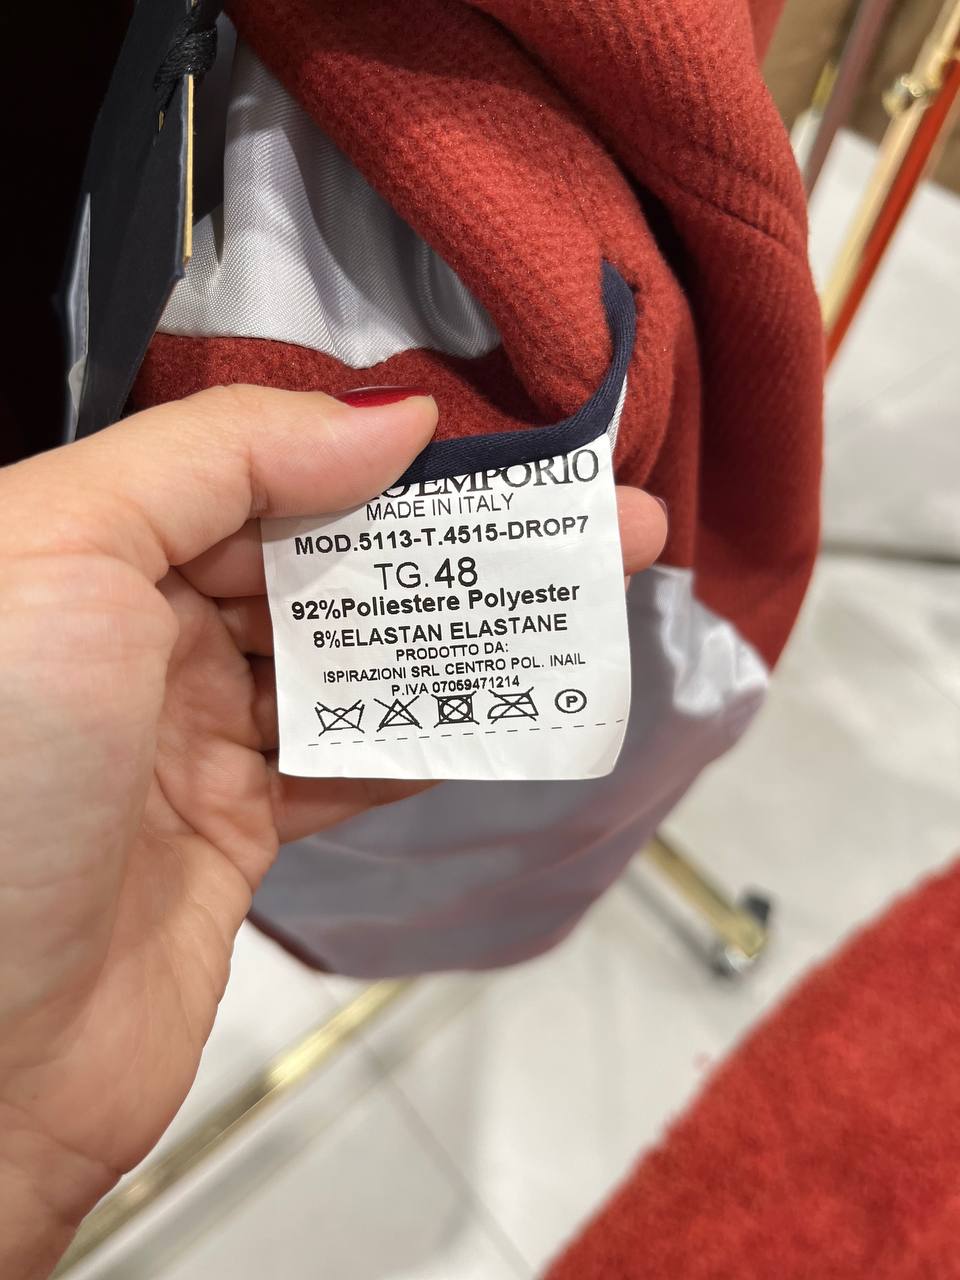 EMPORIO
MADE IN ITALY
MOD.5113-T.4515-DROP7
TG.48
92%Poliestere Polyester
8%ELASTAN ELASTANE
PRODOTTO DA:
ISPIRAZIONI SRL CENTRO POL. INAIL
P.IVA 07059471214
P